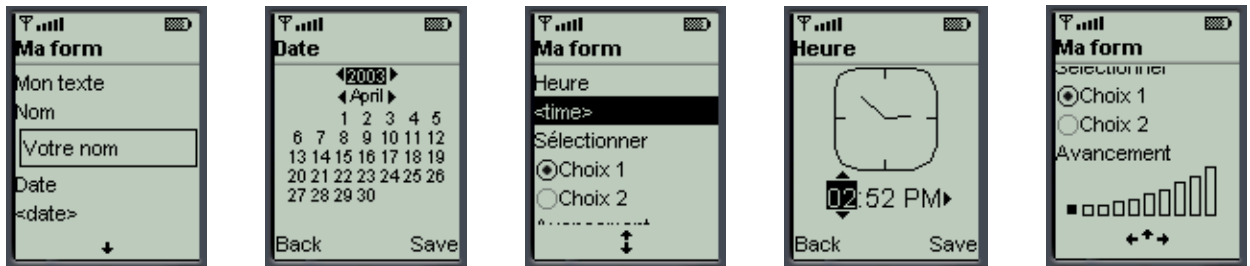 Ma form
Mon texte
Nom
Votre nom
Date
<date>
Date
2003
April
1 2 3 4 5
6 7 8 9 10 11 12
13 14 15 16 17 18 19
20 21 22 23 24 25 26
27 28 29 30
Back Save
Ma form
Heure
<time>
Sélectionner
Choix 1
Choix 2
Heure
02:52 PM
Back Save
Ma form
Sélectionner
Choix 1
Choix 2
Avancement